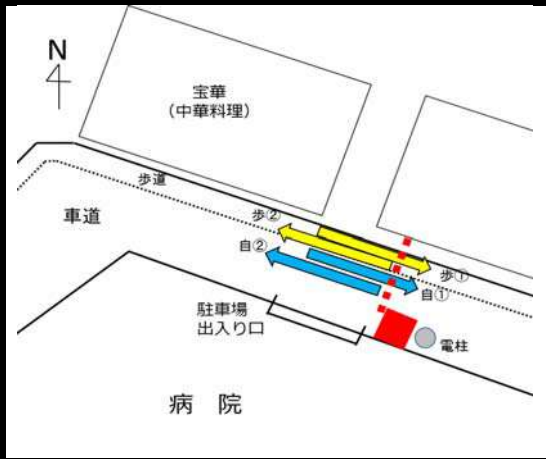 N
宝華
(中華料理)
歩道
歩②
車道
自②
歩①
自①
駐車場
出入り口
電柱
病 院